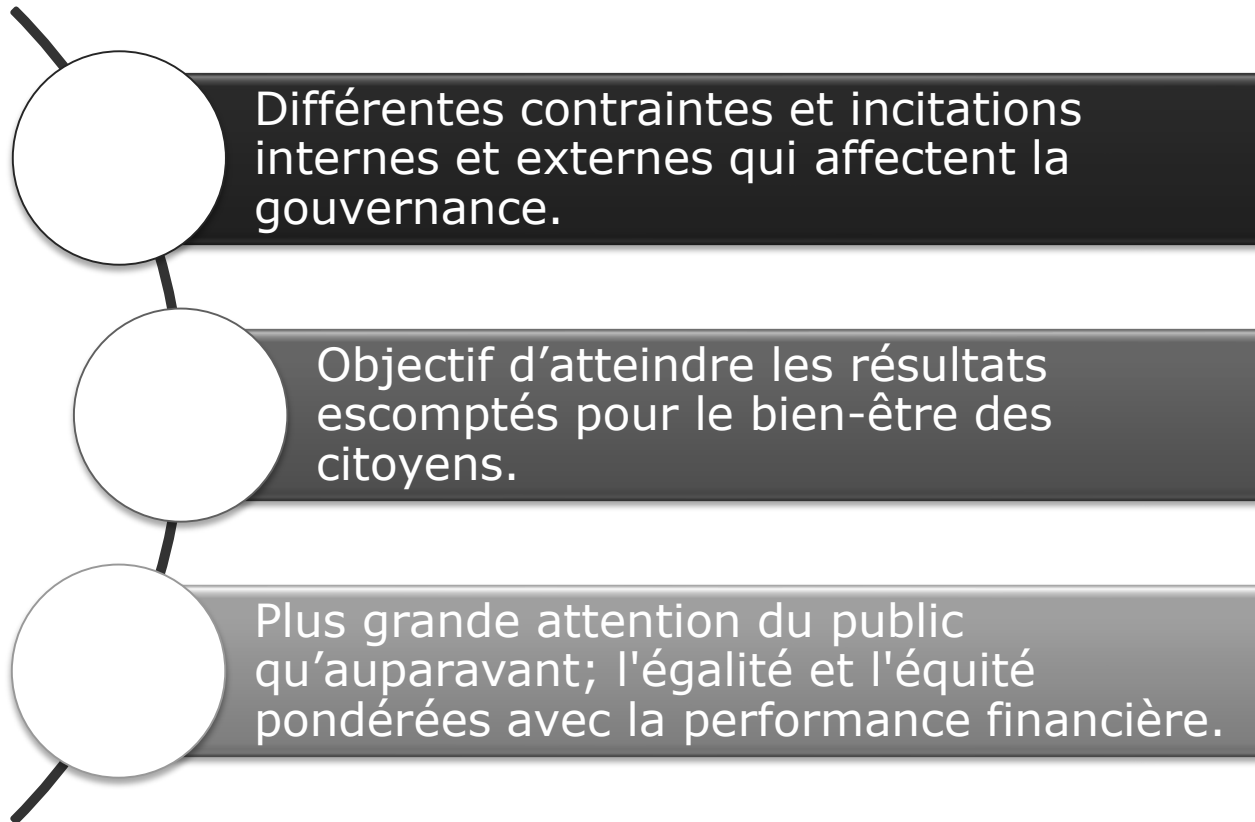 Différentes contraintes et incitations
internes et externes qui affectent la
gouvernance.
Objectif d’atteindre les résultats
escomptés pour le bien-être des
citoyens.
Plus grande attention du public
qu’auparavant; l'égalité et l'équité
pondérées avec la performance financière.